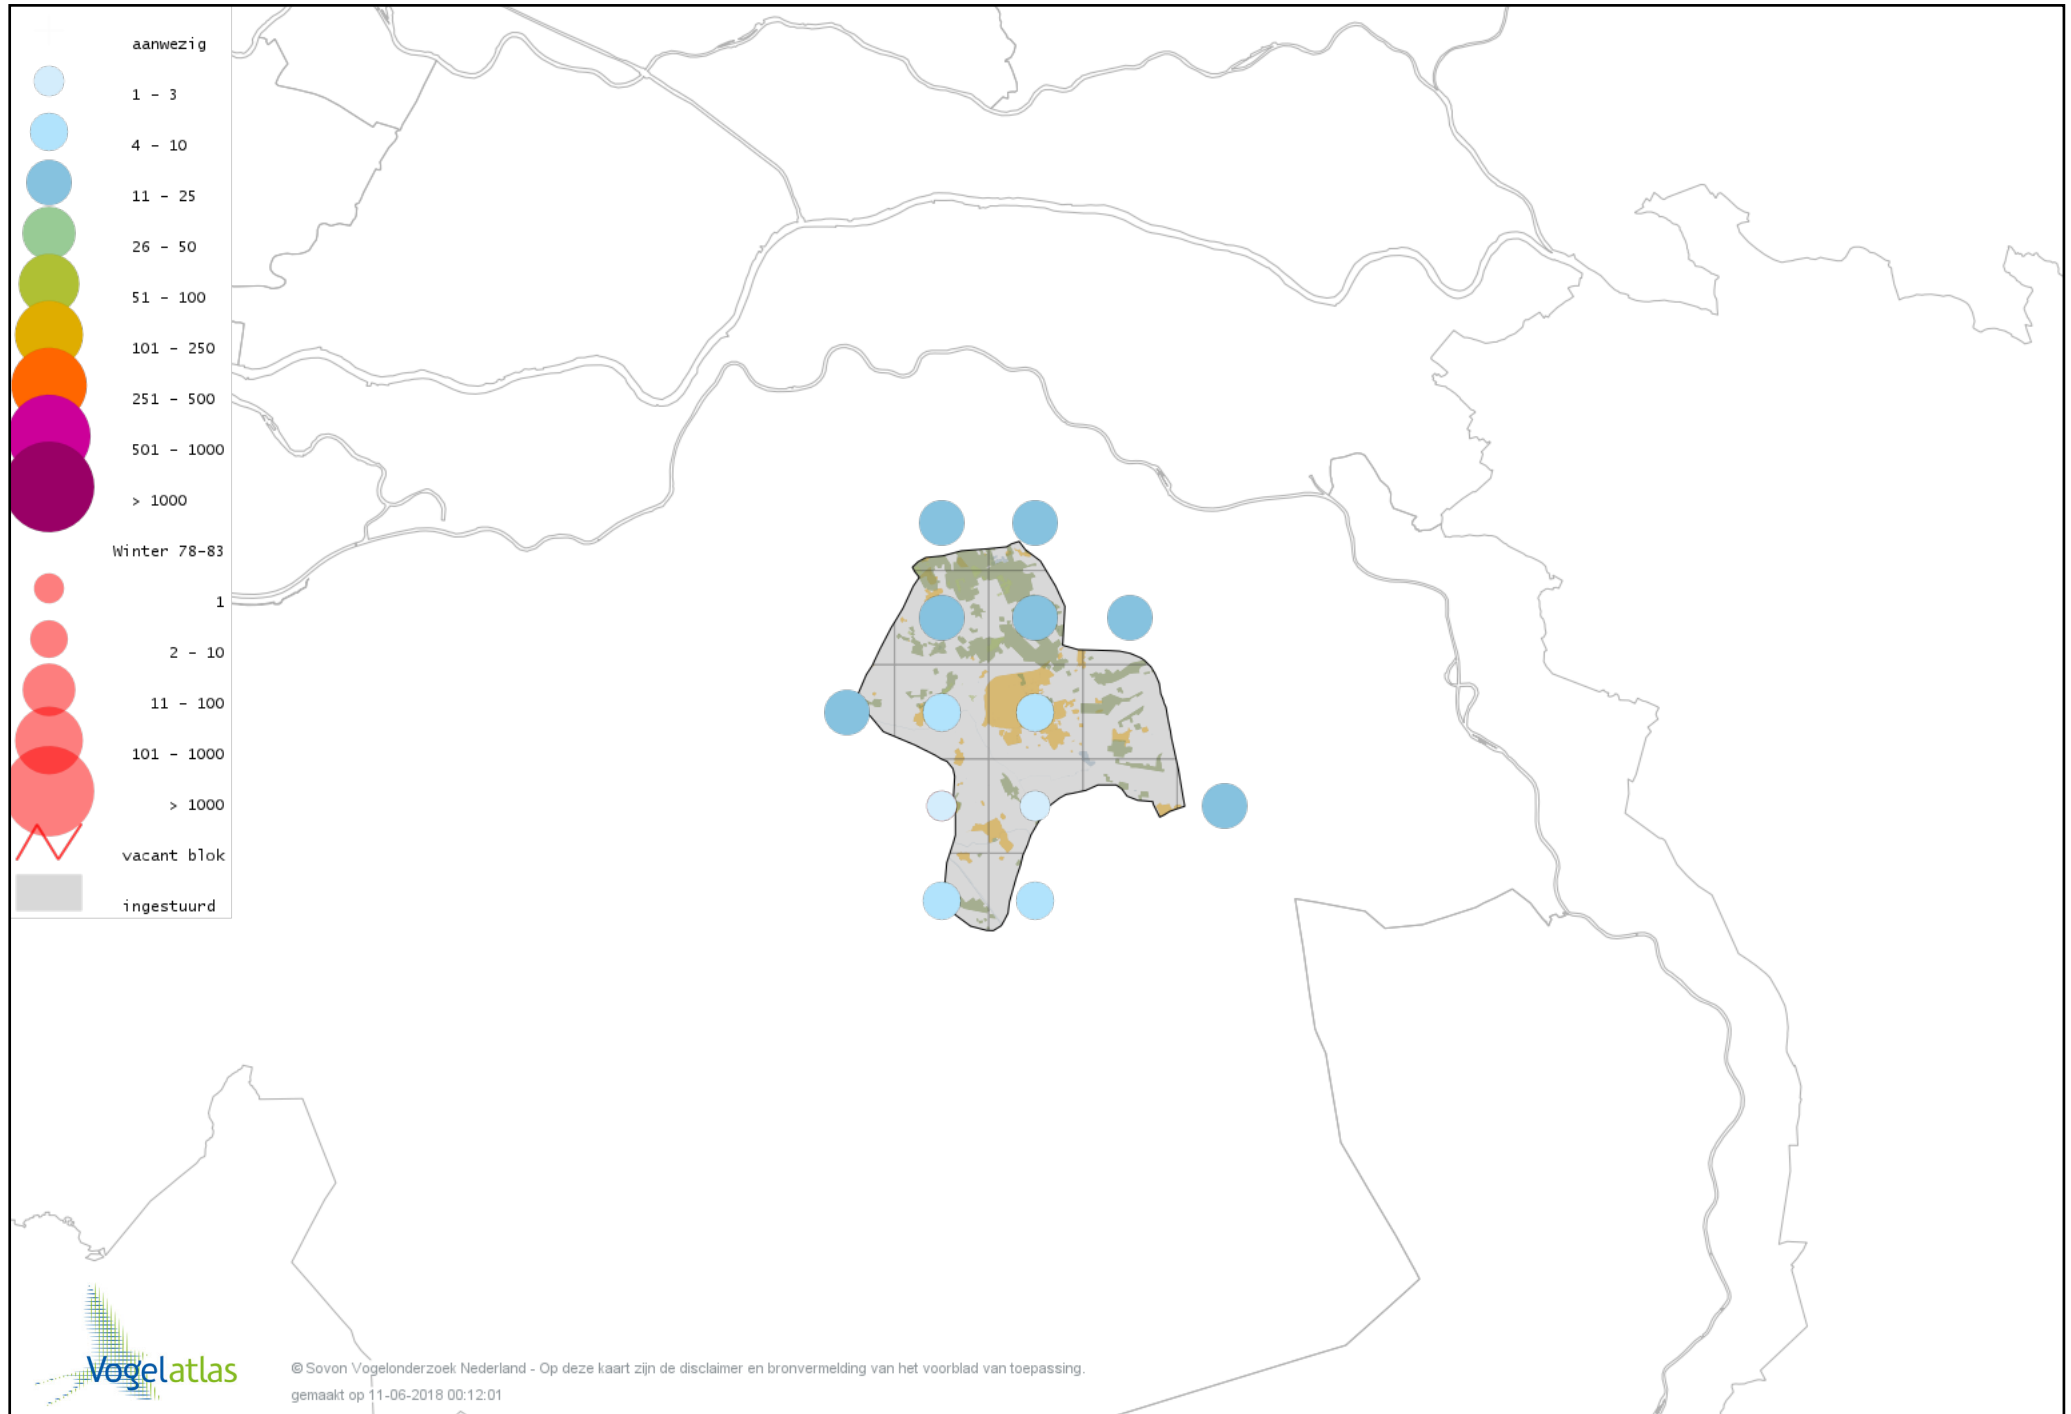 aanwezig
1 - 3
4 - 10
11 - 25
26 - 50
51 - 100
101 - 250
251 - 500
501 - 1000
> 1000
Winter 78-83
1
2 - 10
11 - 100
101 - 1000
> 1000
vacant blok
ingestuurd
Vogelatlas
© Sovon Vogelonderzoek Nederland - Op deze kaart zijn de disclaimer en bronvermelding van het voorblad van toepassing.
gemaakt op 11-06-2018 00:12:01